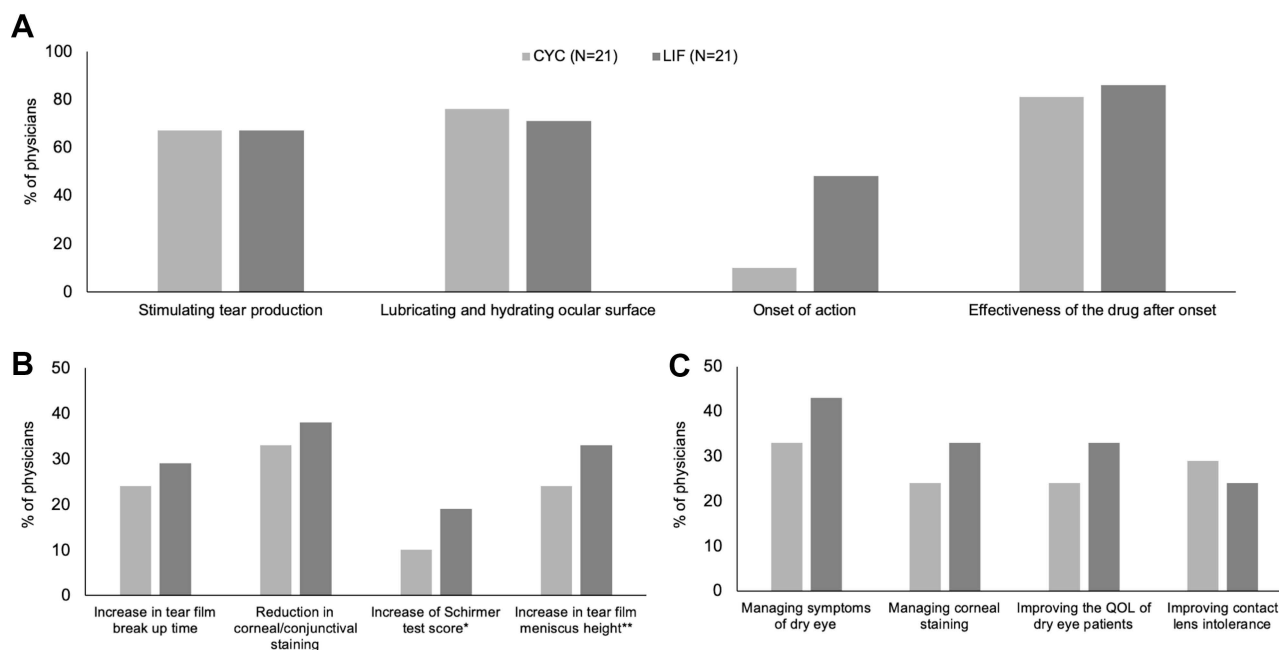 A
100
80
60
40
20
0
% of physicians
CYC (N=21) LIF (N=21)
Stimulating tear production
Lubricating and hydrating ocular surface
Onset of action
Effectiveness of the drug after onset
B
50
40
30
20
10
0
% of physicians
Increase in tear film
break up time
Reduction in
corneal/conjunctival
staining
Increase of Schirmer
test score*
Increase in tear film
meniscus height**
C
50
40
30
20
10
0
% of physicians
Managing symptoms
of dry eye
Managing corneal
staining
Improving the QOL of
dry eye patients
Improving contact
lens intolerance